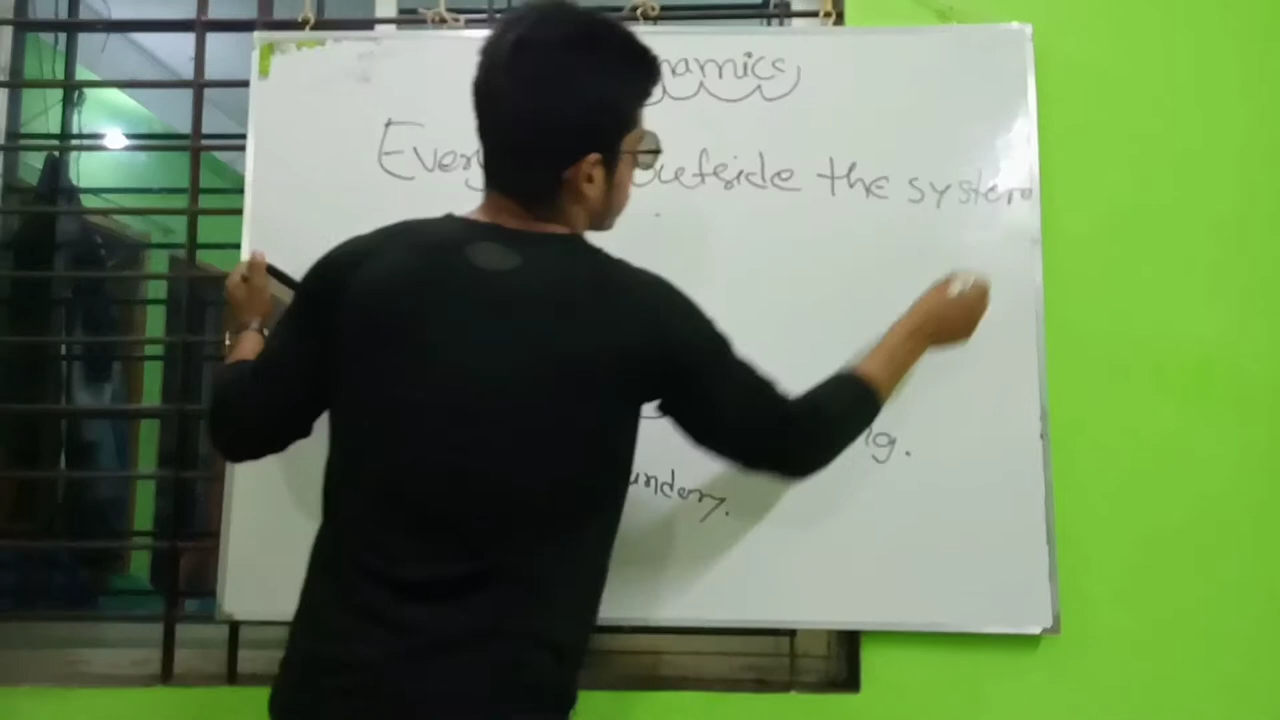 namics
Every outside the system
ng.
undary.